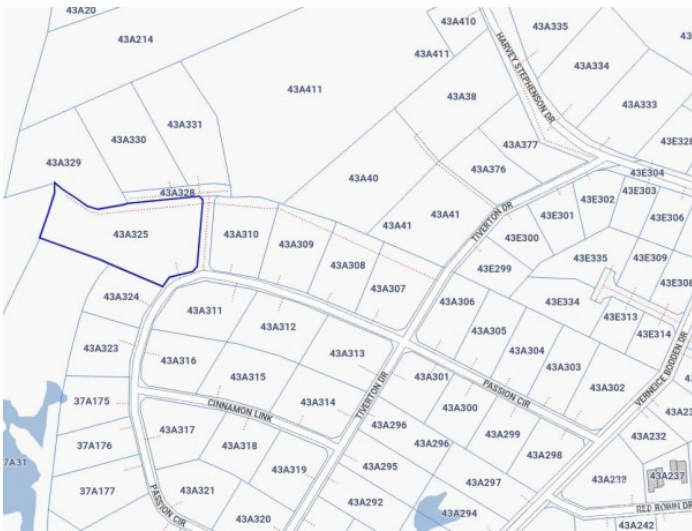 43A20
43A410
43A335
43A214
HARVEY STEPHENSON DR
43A411
43A334
43A411
43A38
43A333
43A331
43A330
43A377
43E328
43A329
43A376
43E304
43A40
43A328
43E302
43E303
43E301
43E306
43A41
43A41
TIVERTON DR
43A325
43A310
43E300
43A309
43E335
43E309
43A308
43E299
43E308
43A307
43A324
43A306
43E334
43A311
43E313
43A312
43A305
43E314
43A304
43A323
43A316
43A313
43A303
43A315
43A301
PASSION CIR
43A302
VERNEICE BODDEN DR
37A175
43A314
TIVERTON DR
43A300
CINNAMON LINK
43A296
43A299
43A232
37A176
43A317
43A318
43A296
43A298
37A31
43A319
43A295
43A297
43A237
37A177
43A321
43A292
43A294
PASSION CIR
43A320
RED ROBIN DR
43A242